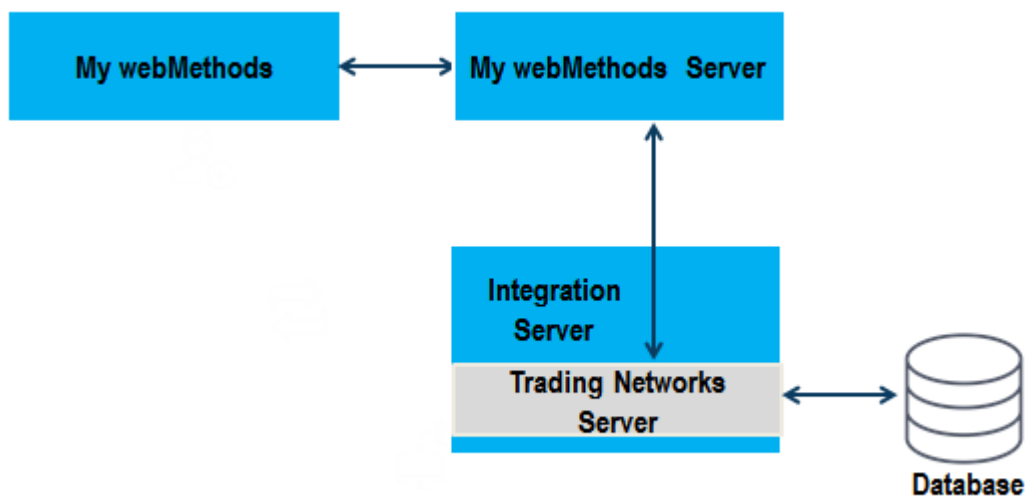 My webMethods
My webMethods Server
Integration
Server
Trading Networks
Server
Database